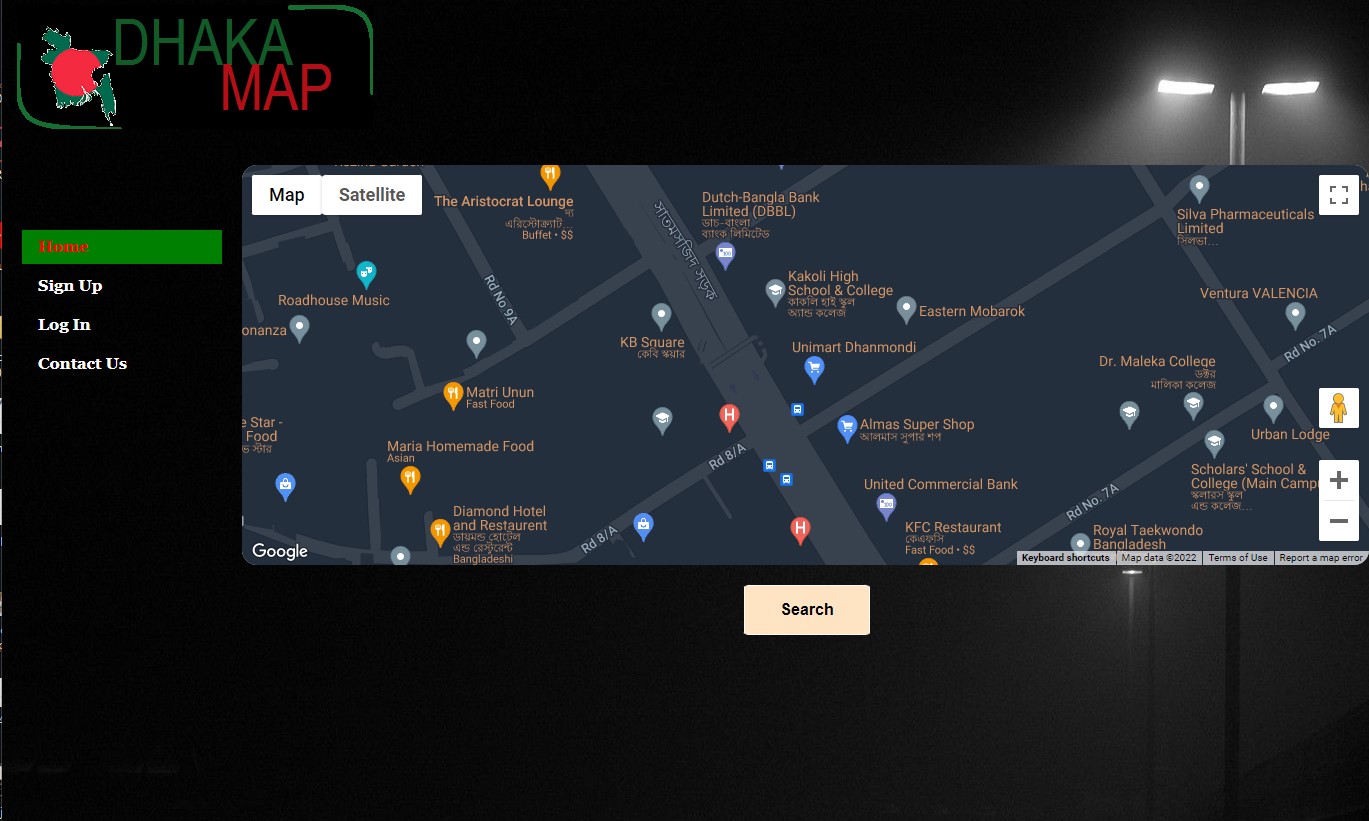 DHAKA
MAP
Home
Sign Up
Log In
Contact Us
Map
Satellite
The Aristocrat Lounge
দ্য
এরিস্টোক্র্যাট...
Buffet • $$
সাতমসজিদ সড়ক
Dutch-Bangla Bank
Limited (DBBL)
ডাচ-বাংলা
ব্যাংক লিমিটেড
Silva Pharmaceuticals
Limited
সিলভা...
Roadhouse Music
Rd No 9A
onanza
Kakoli High
School & College
কাকলি হাই স্কুল
অ্যান্ড কলেজ
Eastern Mobarok
Ventura VALENCIA
KB Square
কেবি স্কয়ার
Unimart Dhanmondi
Rd No. 7A
Dr. Maleka College
ডক্টর
মালিকা কলেজ
Matri Unun
Fast Food
e Star -
Food
ভ স্টার
Almas Super Shop
আলমাস সুপার শপ
Urban Lodge
Maria Homemade Food
Asian
Rd 8/A
Scholars' School &
College (Main Campu
স্কলারস স্কুল
এন্ড কলেজ...
United Commercial Bank
Rd No. 7A
Diamond Hotel
and Restaurent
ডায়মন্ড হোটেল
এন্ড রেস্টুরেন্ট
Bangladeshi
Rd 8/A
KFC Restaurant
কেএফসি
Fast Food • $$
Royal Taekwondo
Bangladesh
Google
Keyboard shortcuts
Map data ©2022
Terms of Use
Report a map error
Search